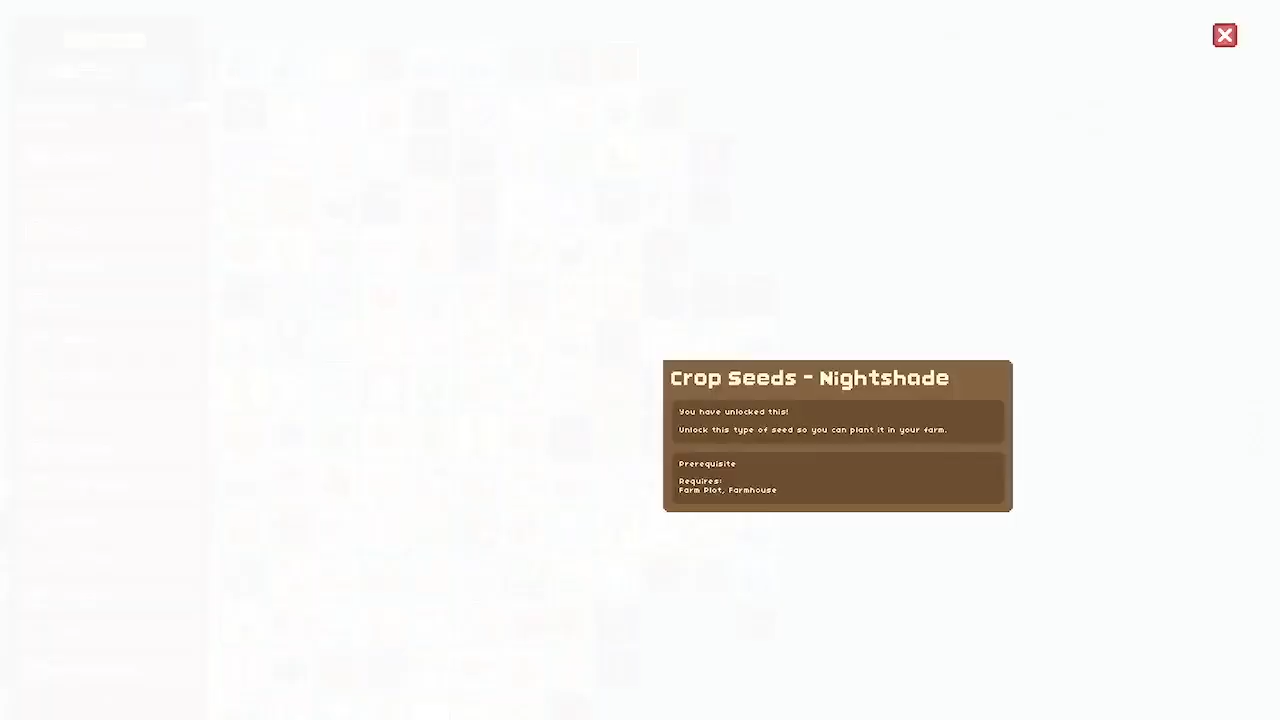 Crop Seeds - Nightshade
You have unlocked this!
Unlock this type of seed so you can plant it in your farm.
Prerequisite
Requires:
Farm Plot, Farmhouse